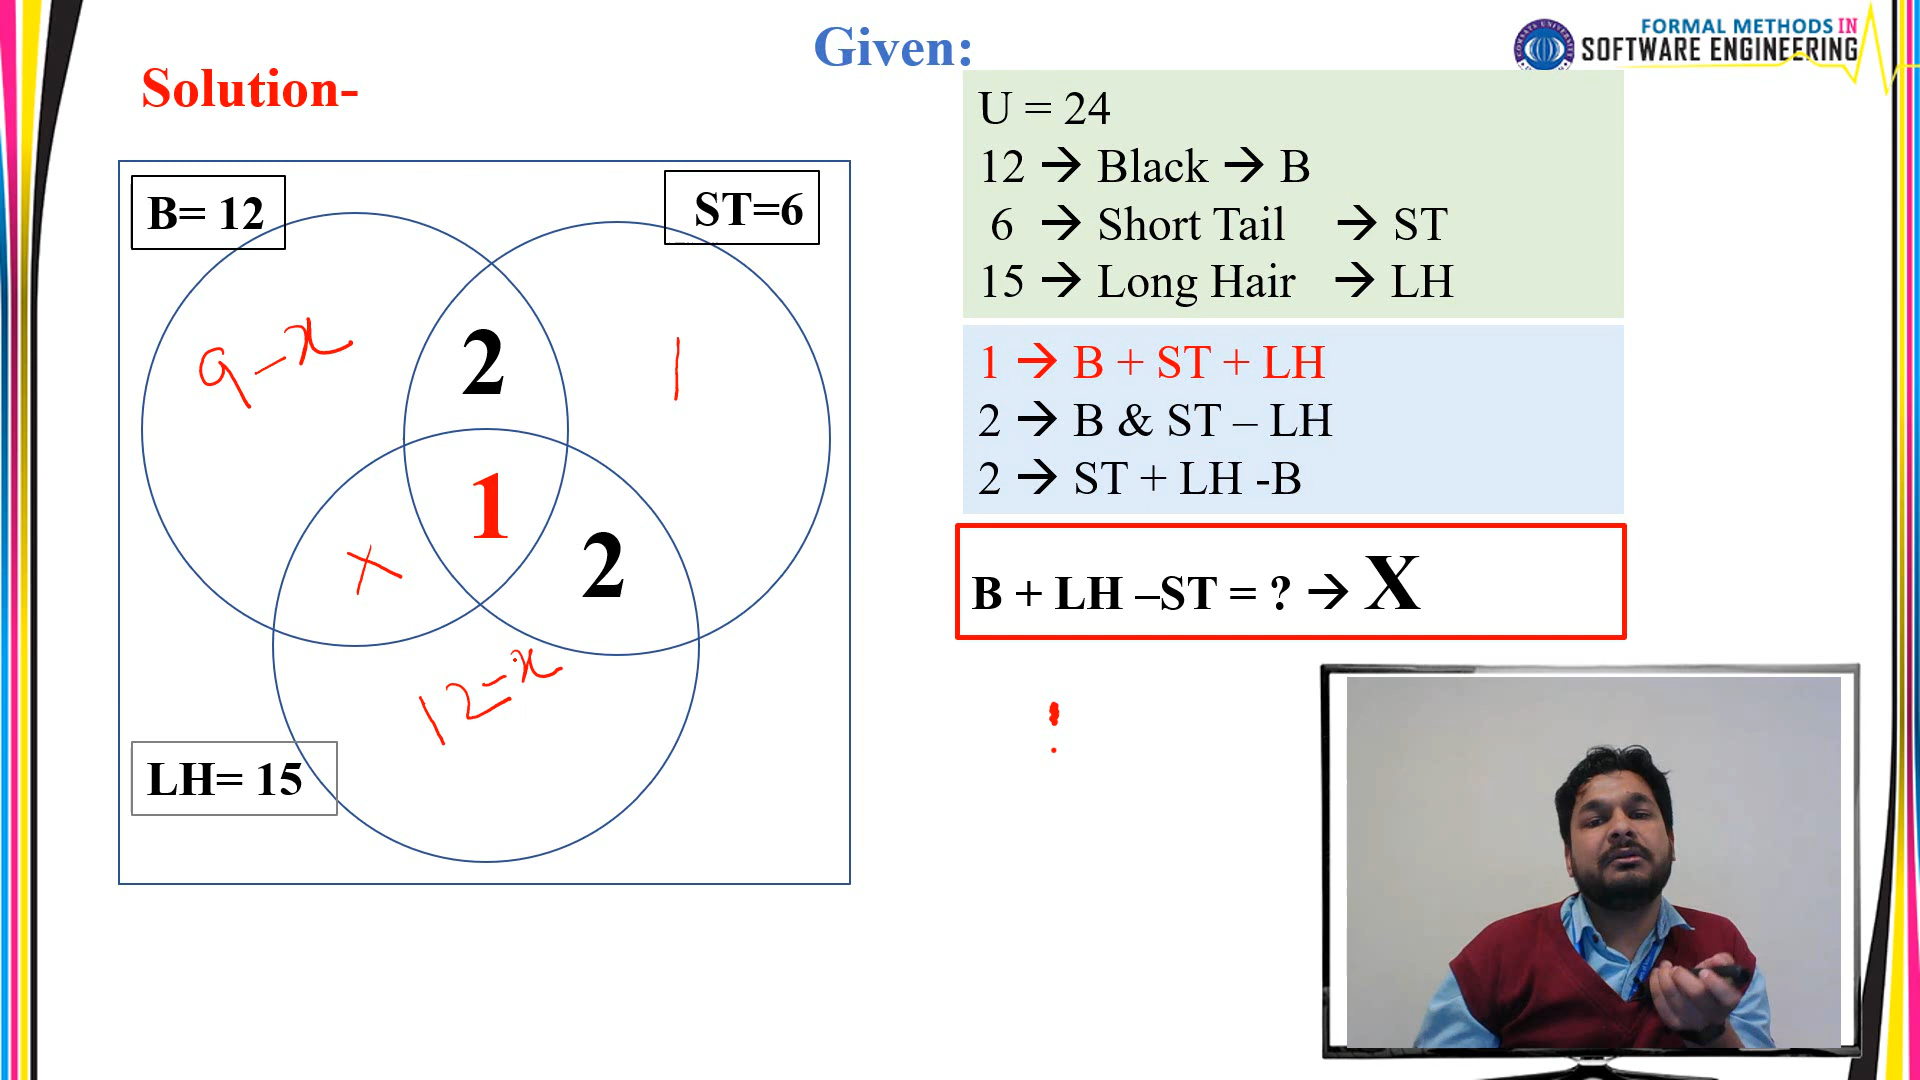 Given:
FORMAL METHODS IN
SOFTWARE ENGINEERING
Solution-
U = 24
12 → Black → B
6 → Short Tail → ST
15 → Long Hair → LH
B= 12
ST=6
9-x
2
1
1 → B + ST + LH
2 → B & ST – LH
2 → ST + LH -B
1
x
2
B + LH –ST = ? → X
12-x
LH= 15